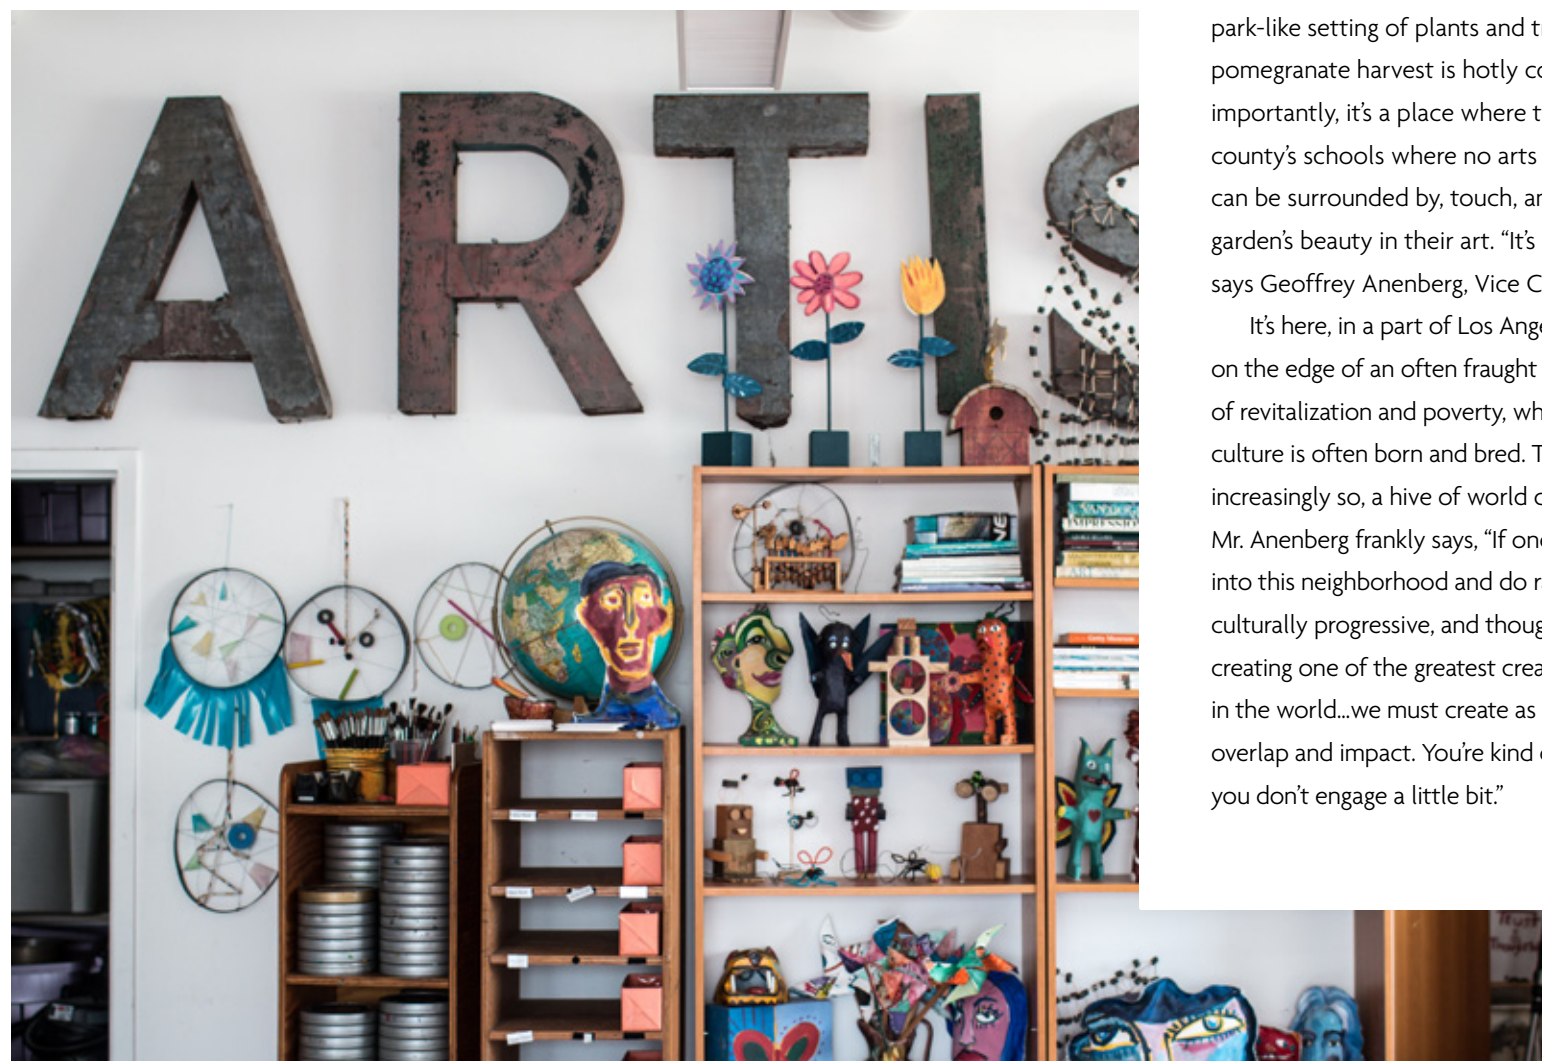 ARTIS
park-like setting of plants and
pomegranate harvest is hotly
importantly, it’s a place where
county’s schools where no arts
can be surrounded by, touch,
garden’s beauty in their art. “It’s
says Geoffrey Anenberg, Vice
It’s here, in a part of Los
on the edge of an often fraught
of revitalization and poverty,
culture is often born and bred.
increasingly so, a hive of world
Mr. Anenberg frankly says, “If
into this neighborhood and do
culturally progressive, and
creating one of the greatest
in the world...we must create as
overlap and impact. You’re kind
you don’t engage a little bit.”